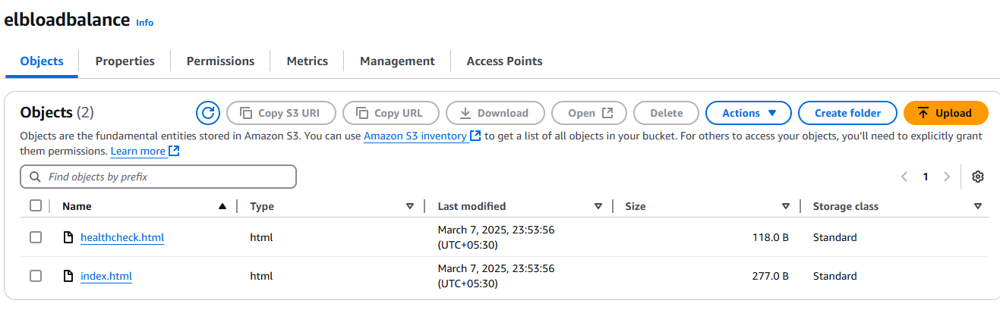 elbloadbalance Info
Objects Properties Permissions Metrics Management Access Points
Objects (2) Copy S3 URI Copy URL Download Open Delete Actions Create folder Upload
Objects are the fundamental entities stored in Amazon S3. You can use Amazon S3 inventory to get a list of all objects in your bucket. For others to access your objects, you'll need to explicitly grant
them permissions. Learn more
Find objects by prefix 1
Name Type Last modified Size Storage class
healthcheck.html html March 7, 2025, 23:53:56 118.0 B Standard
(UTC+05:30)
index.html html March 7, 2025, 23:53:56 277.0 B Standard
(UTC+05:30)